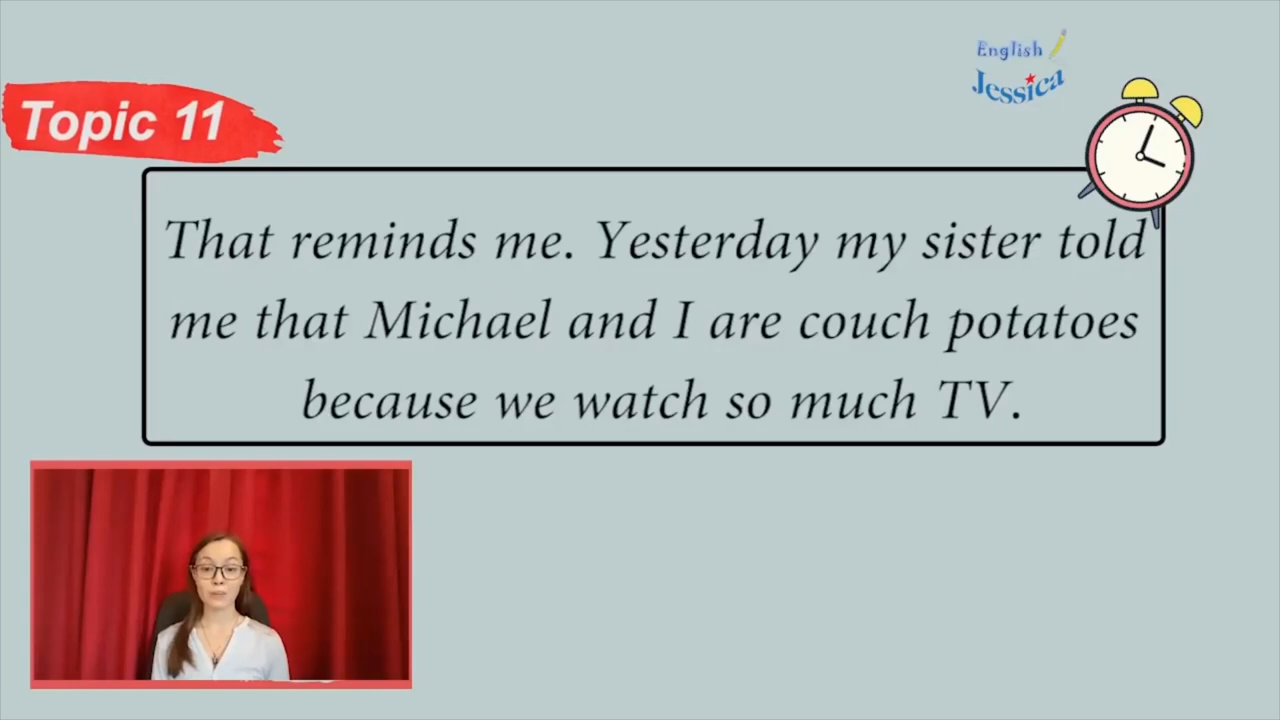 English
Jessica
Topic 11
That reminds me. Yesterday my sister told
me that Michael and I are couch potatoes
because we watch so much TV.